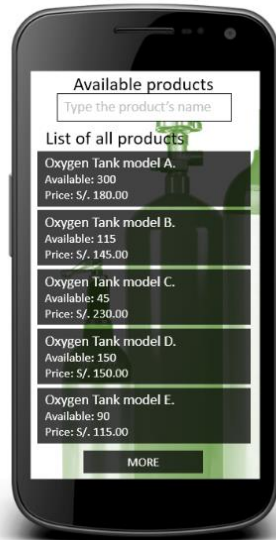 Available products
Type the product's name
List of all products
Oxygen Tank model A.
Available: 300
Price: S/. 180.00
Oxygen Tank model B.
Available: 115
Price: S/. 145.00
Oxygen Tank model C.
Available: 45
Price: S/. 230.00
Oxygen Tank model D.
Available: 150
Price: S/. 150.00
Oxygen Tank model E.
Available: 90
Price: S/. 115.00
MORE